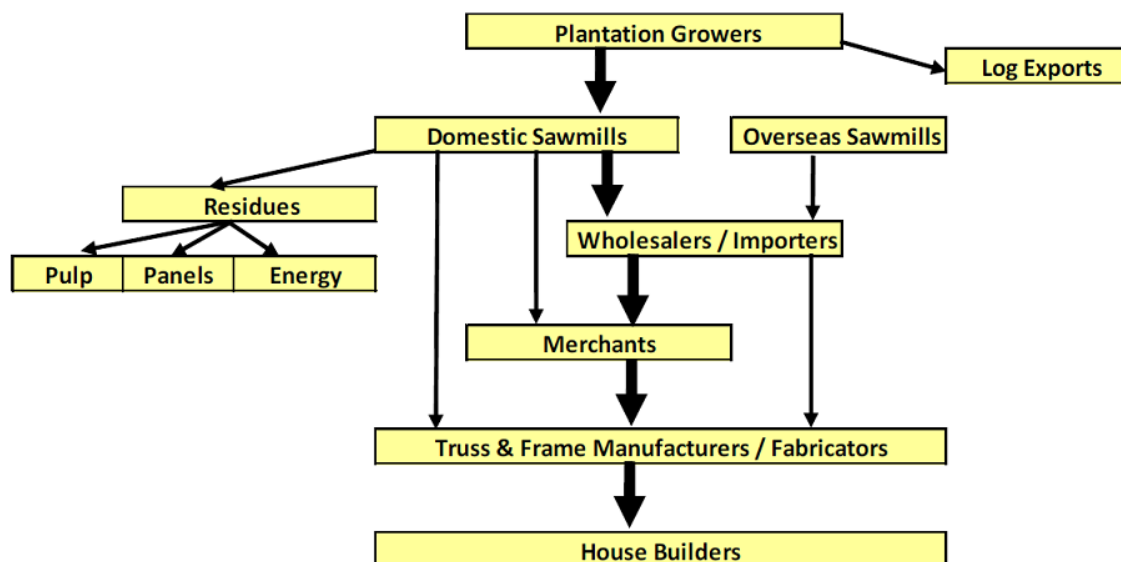 Plantation Growers
Log Exports
Domestic Sawmills
Overseas Sawmills
Residues
Wholesalers / Importers
Pulp
Panels
Energy
Merchants
Truss & Frame Manufacturers / Fabricators
House Builders